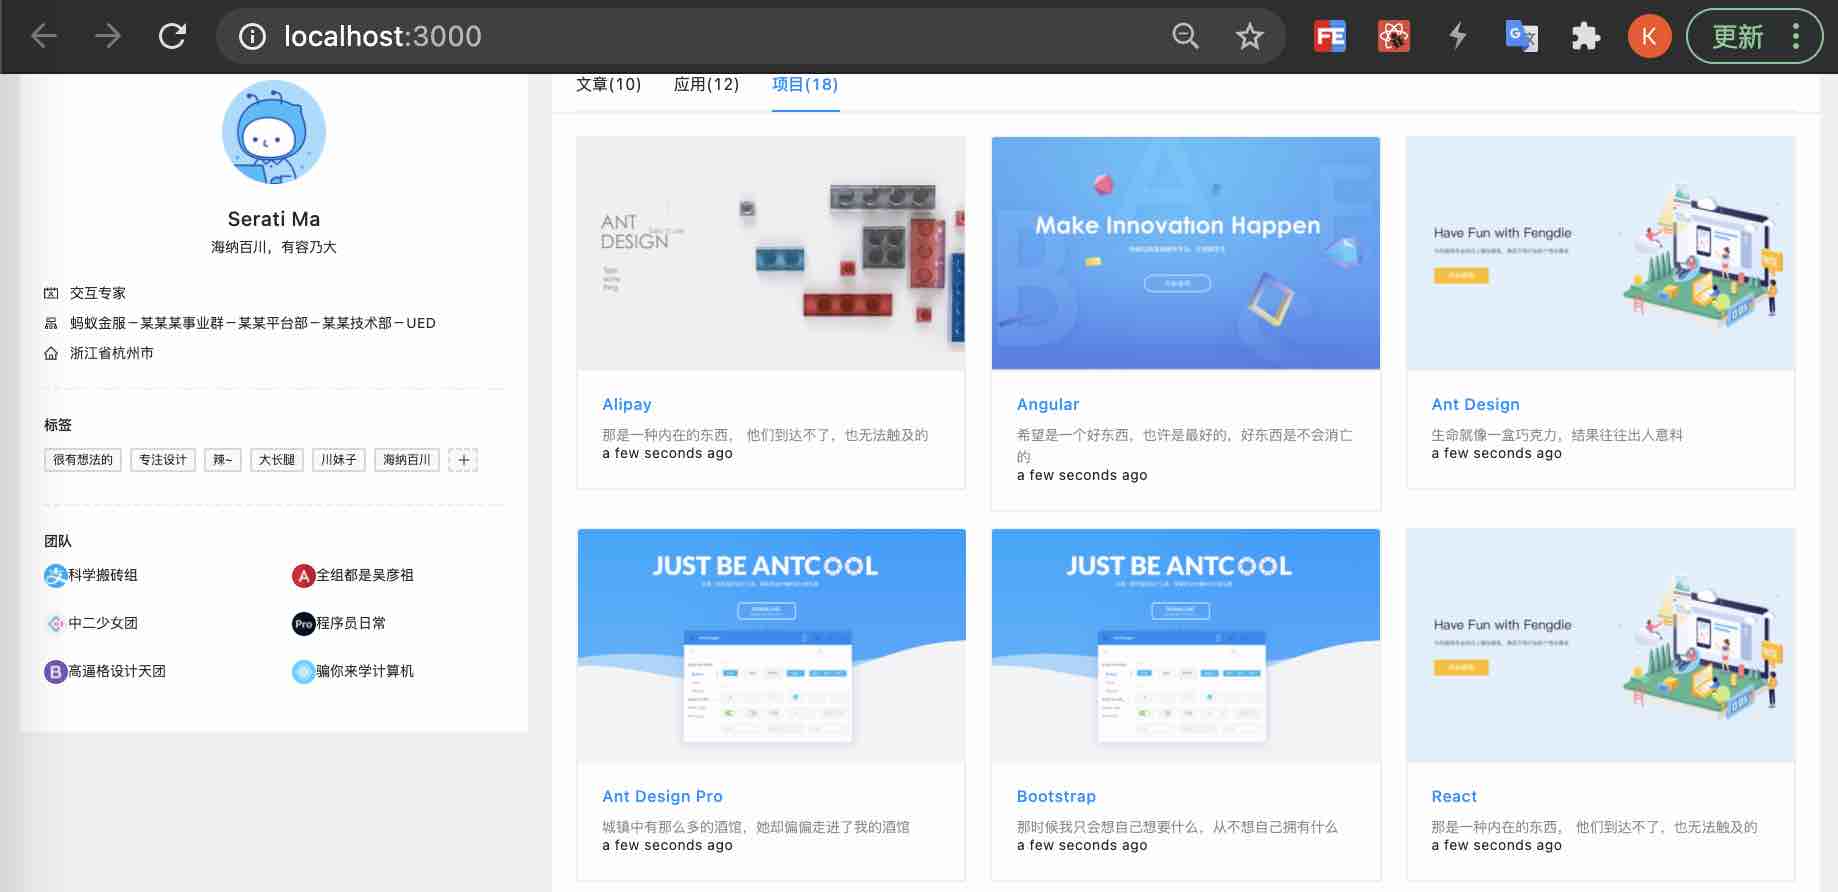 localhost:3000
FE
G
文
K
更新
Serati Ma
海纳百川，有容乃大
交互专家
蚂蚁金服－某某某事业群－某某平台部－某某技术部－UED
浙江省杭州市
标签
很有想法的
专注设计
辣~
大长腿
川妹子
海纳百川
+
团队
科学搬砖组
A
全组都是吴彦祖
中二少女团
Pro
程序员日常
B
高逼格设计天团
骗你来学计算机
文章(10)
应用(12)
项目(18)
ANT
DESIGN
Alipay
那是一种内在的东西， 他们到达不了，也无法触及的
a few seconds ago
Make Innovation Happen
Angular
希望是一个好东西，也许是最好的，好东西是不会消亡
的
a few seconds ago
Have Fun with Fengdie
Ant Design
生命就像一盒巧克力，结果往往出人意料
a few seconds ago
JUST BE ANTCOOL
Ant Design Pro
城镇中有那么多的酒馆，她却偏偏走进了我的酒馆
a few seconds ago
JUST BE ANTCOOL
Bootstrap
那时候我只会想自己想要什么，从不想自己拥有什么
a few seconds ago
Have Fun with Fengdie
React
那是一种内在的东西， 他们到达不了，也无法触及的
a few seconds ago